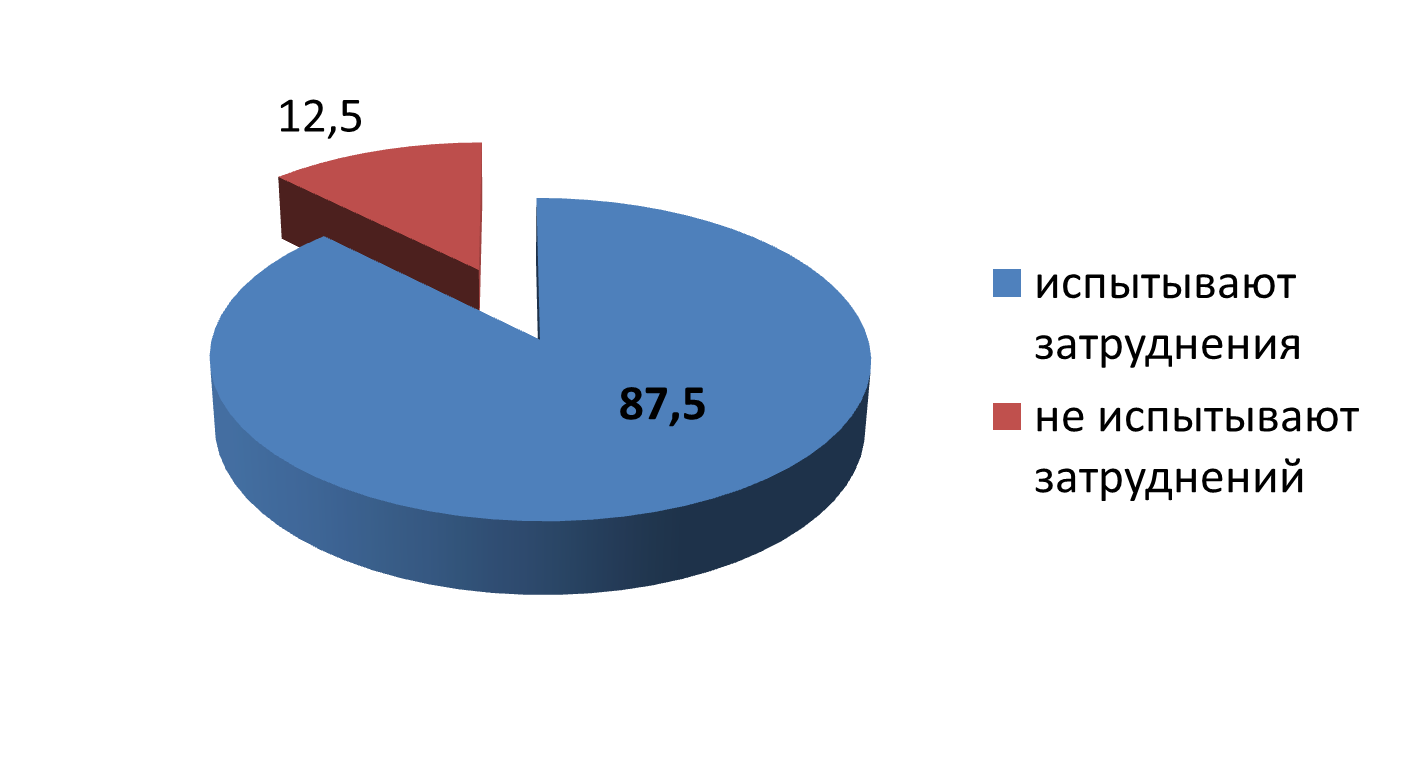 12,5
87,5
испытывают
затруднения
не испытывают
затруднений